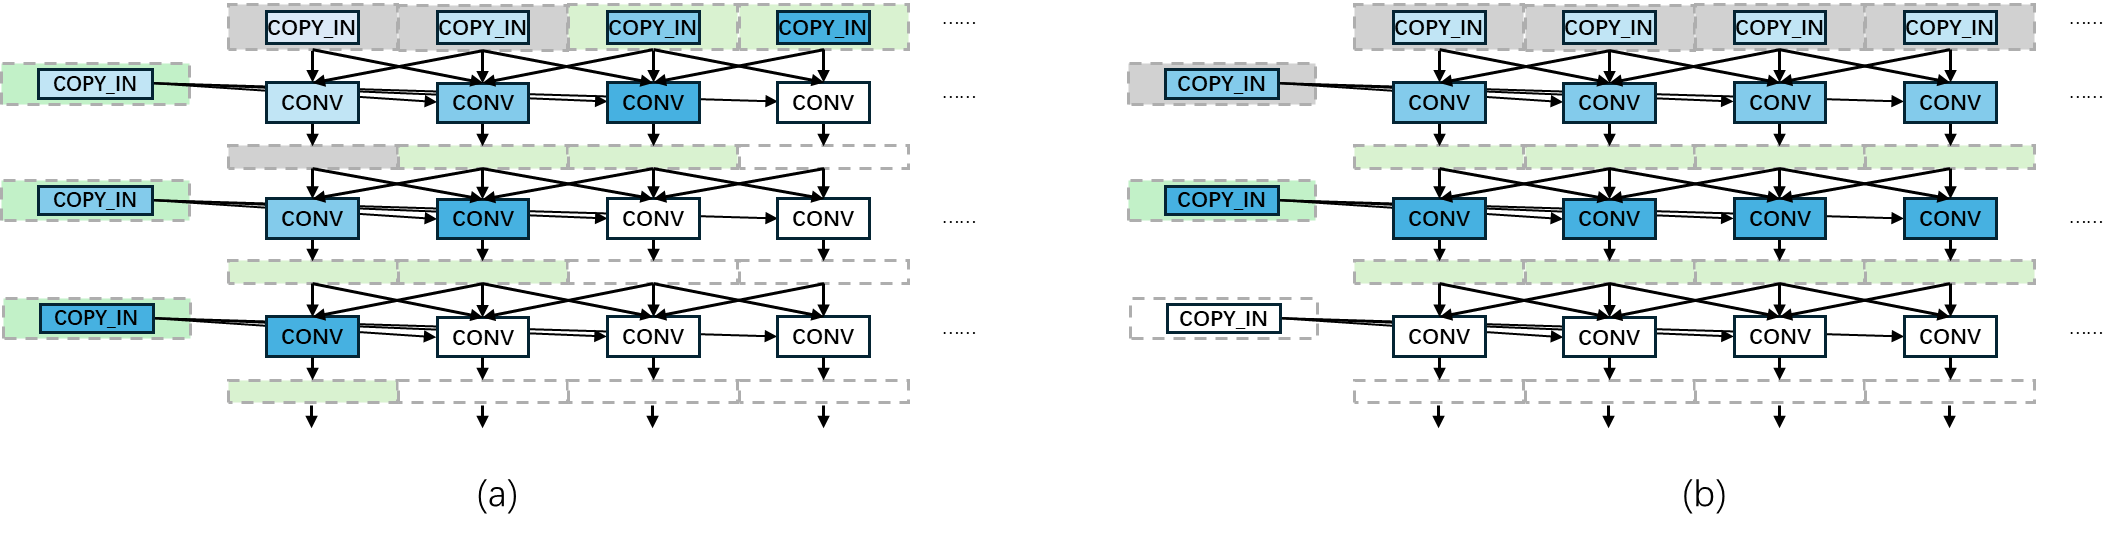 COPY_IN COPY_IN COPY_IN COPY_IN ...... COPY_IN COPY_IN COPY_IN COPY_IN ......
COPY_IN COPY_IN
CONV CONV CONV CONV ...... CONV CONV CONV CONV ......
COPY_IN COPY_IN
CONV CONV CONV CONV ...... CONV CONV CONV CONV ......
COPY_IN COPY_IN
CONV CONV CONV CONV ...... CONV CONV CONV CONV ......
(a) (b)